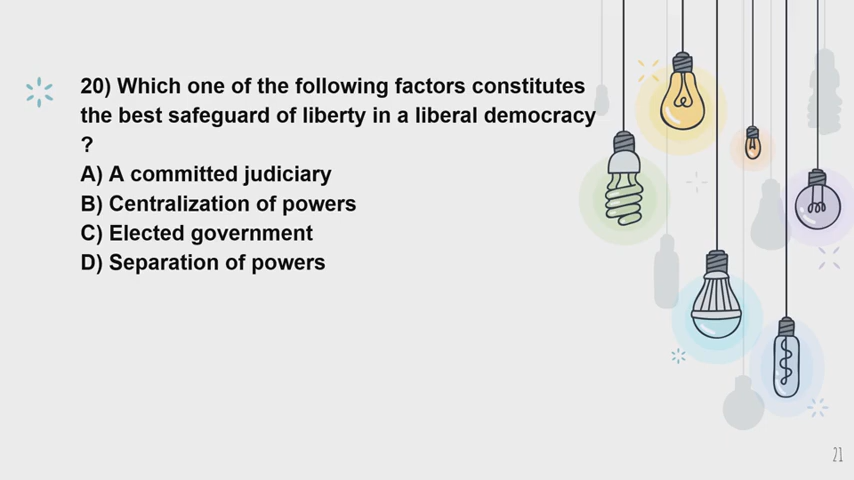 20) Which one of the following factors constitutes
the best safeguard of liberty in a liberal democracy
?
A) A committed judiciary
B) Centralization of powers
C) Elected government
D) Separation of powers
21